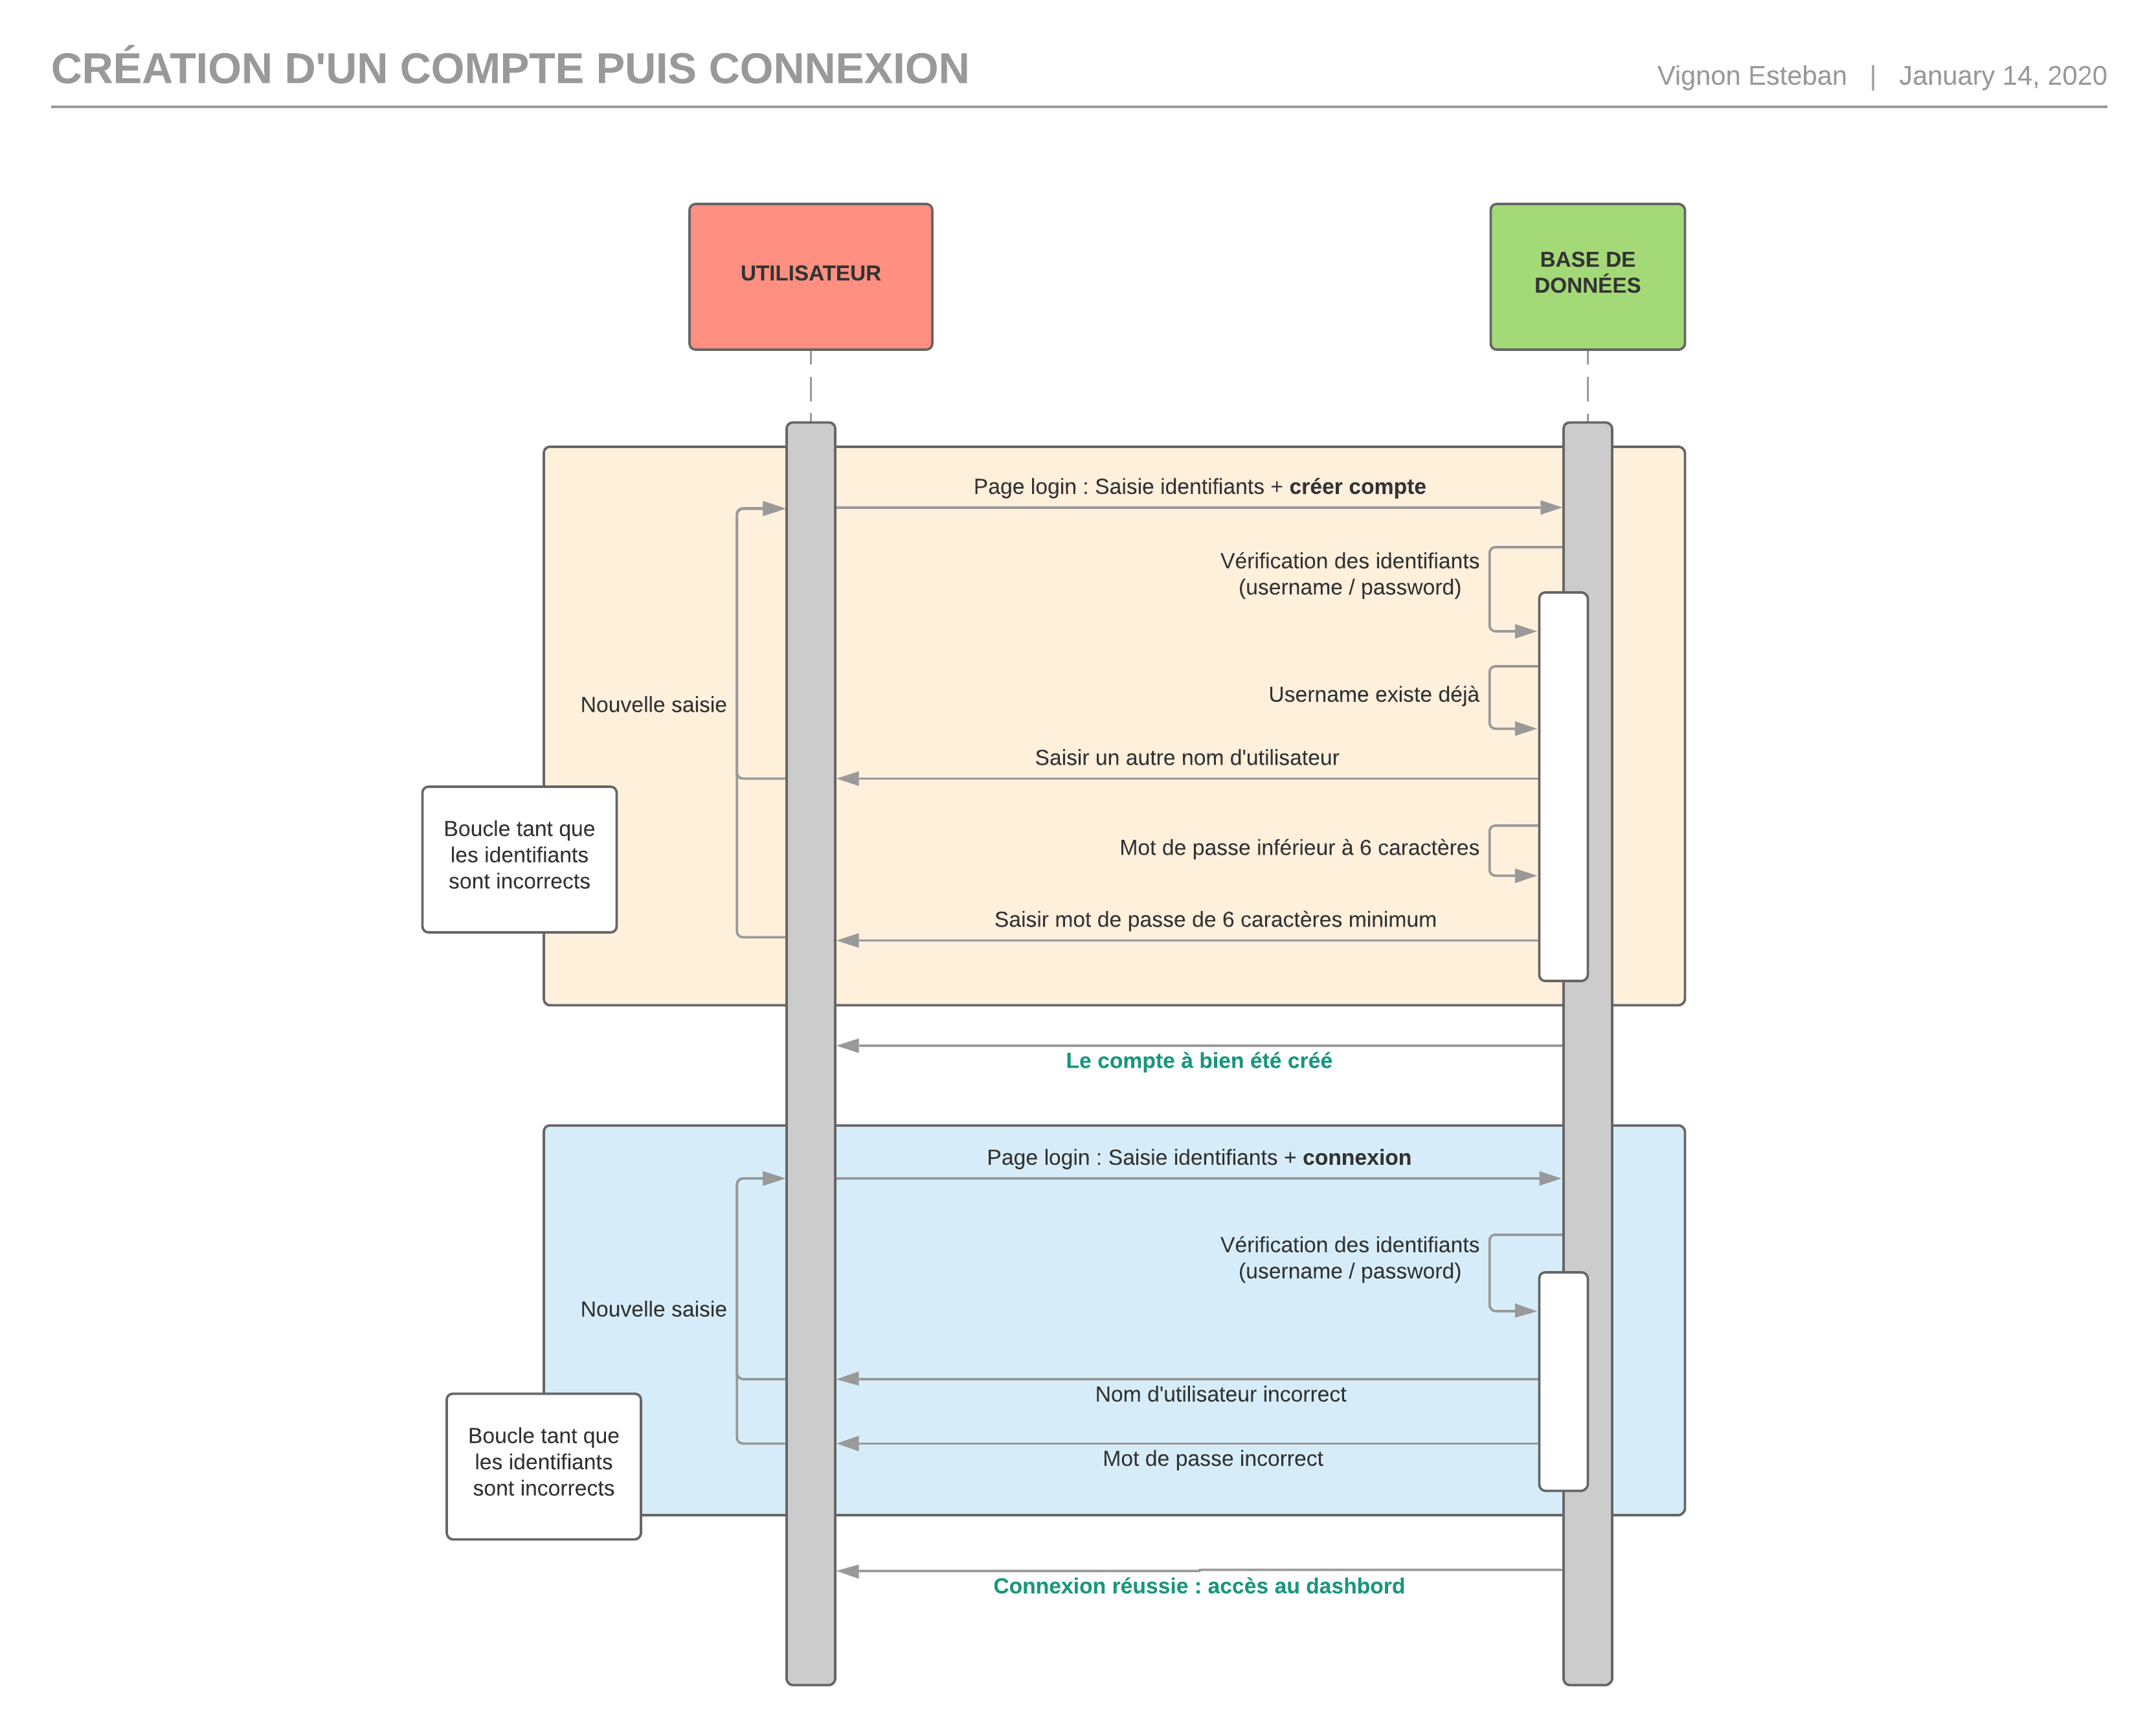 CRÉATION D'UN COMPTE PUIS CONNEXION
Vignon Esteban | January 14, 2020
UTILISATEUR
BASE DE
DONNÉES
Page login : Saisie identifiants + créer compte
Vérification des identifiants
(username / password)
Username existe déjà
Nouvelle saisie
Saisir un autre nom d'utilisateur
Boucle tant que
les identifiants
sont incorrects
Mot de passe inférieur à 6 caractères
Saisir mot de passe de 6 caractères minimum
Le compte à bien été créé
Page login : Saisie identifiants + connexion
Vérification des identifiants
(username / password)
Nouvelle saisie
Nom d'utilisateur incorrect
Boucle tant que
les identifiants
sont incorrects
Mot de passe incorrect
Connexion réussie : accès au dashbord